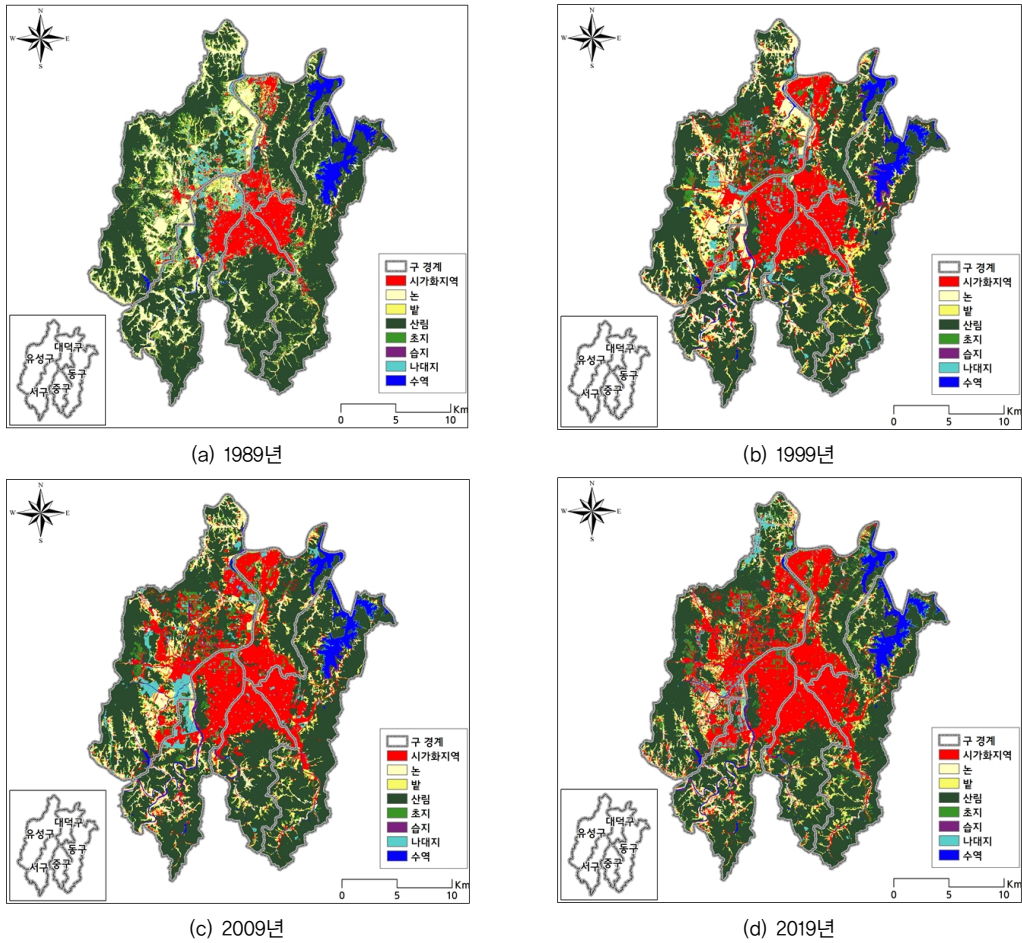 N
W E
S
구 경계
시가화지역
논
밭
산림
초지
습지
나대지
수역
대덕구
유성구
동구
서구 중구
0 5 10 Km
(a) 1989년
N
W E
S
구 경계
시가화지역
논
밭
산림
초지
습지
나대지
수역
대덕구
유성구
동구
서구 중구
0 5 10 Km
(b) 1999년
N
W E
S
구 경계
시가화지역
논
밭
산림
초지
습지
나대지
수역
대덕구
유성구
동구
서구 중구
0 5 10 Km
(c) 2009년
N
W E
S
구 경계
시가화지역
논
밭
산림
초지
습지
나대지
수역
대덕구
유성구
동구
서구 중구
0 5 10 Km
(d) 2019년